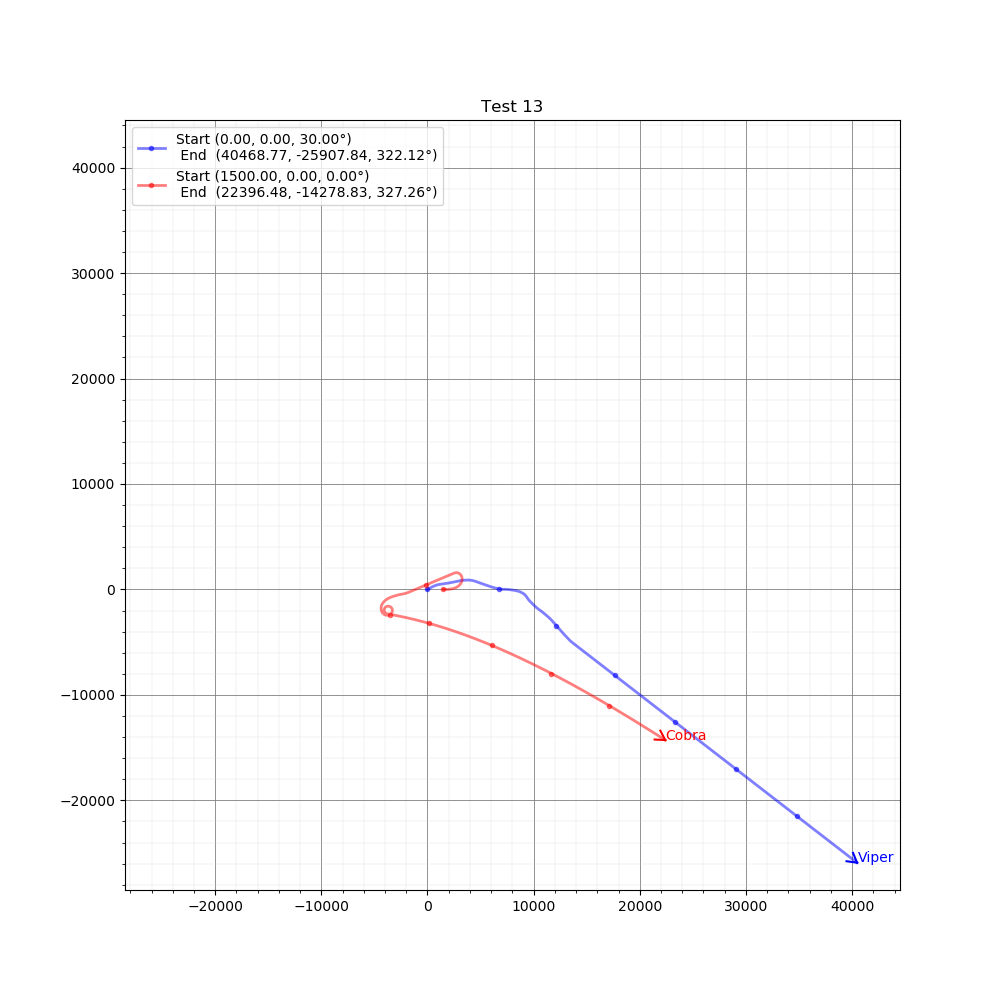 Test 13
Start (0.00, 0.00, 30.00°)
End (40468.77, -25907.84, 322.12°)
Start (1500.00, 0.00, 0.00°)
End (22396.48, -14278.83, 327.26°)
40000
30000
20000
10000
0
−10000
−20000
Cobra
Viper
−20000 −10000 0 10000 20000 30000 40000